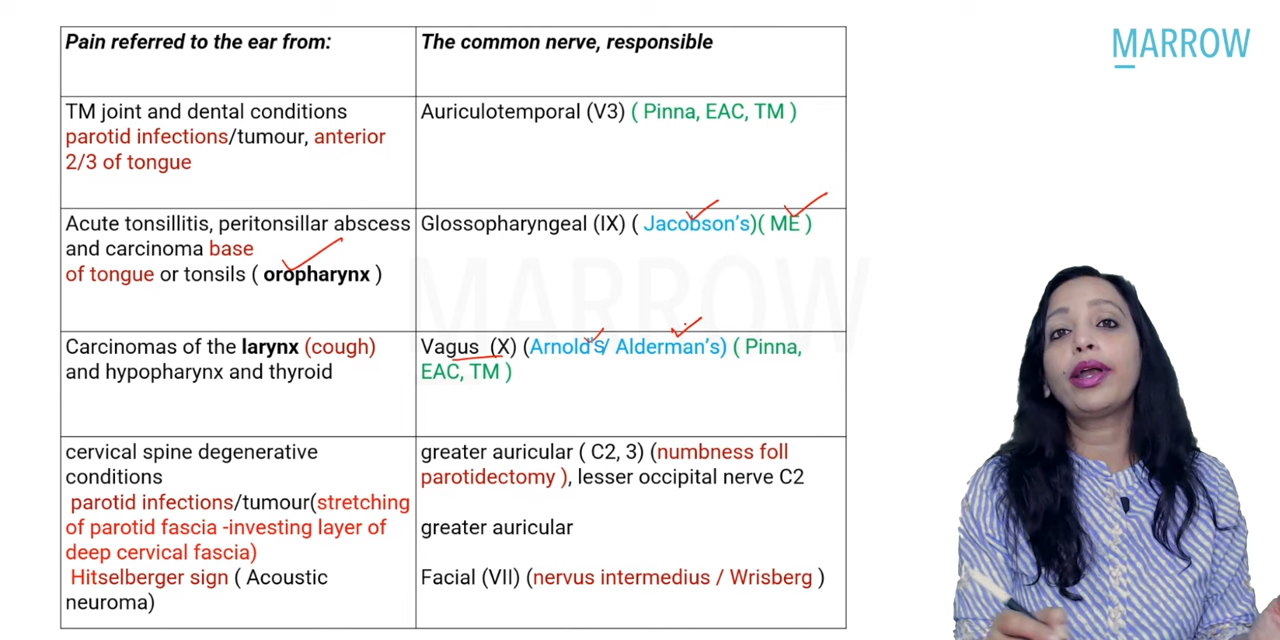 MARROW
Pain referred to the ear from:
The common nerve, responsible
TM joint and dental conditions
parotid infections/tumour, anterior
2/3 of tongue
Auriculotemporal (V3) ( Pinna, EAC, TM )
Acute tonsillitis, peritonsillar abscess
and carcinoma base
of tongue or tonsils ( oropharynx )
Glossopharyngeal (IX) ( Jacobson's)( ME )
MARROW
Carcinomas of the larynx (cough)
and hypopharynx and thyroid
Vagus (X) (Arnold's/ Alderman's) ( Pinna,
EAC, TM )
cervical spine degenerative
conditions
parotid infections/tumour(stretching
of parotid fascia -investing layer of
deep cervical fascia)
Hitselberger sign ( Acoustic
neuroma)
greater auricular ( C2, 3) (numbness foll
parotidectomy ), lesser occipital nerve C2
greater auricular
Facial (VII) (nervus intermedius / Wrisberg )